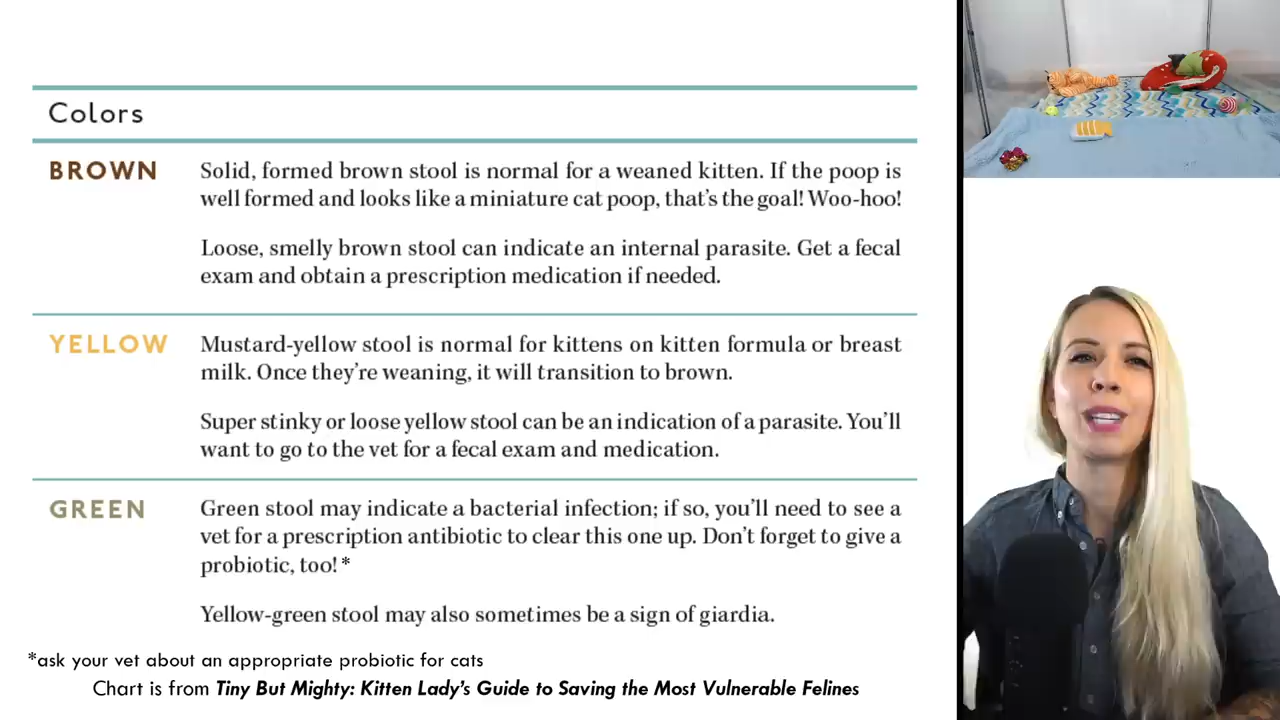 Colors
BROWN
Solid, formed brown stool is normal for a weaned kitten. If the poop is
well formed and looks like a miniature cat poop, that’s the goal! Woo-hoo!
Loose, smelly brown stool can indicate an internal parasite. Get a fecal
exam and obtain a prescription medication if needed.
YELLOW
Mustard-yellow stool is normal for kittens on kitten formula or breast
milk. Once they’re weaning, it will transition to brown.
Super stinky or loose yellow stool can be an indication of a parasite. You’ll
want to go to the vet for a fecal exam and medication.
GREEN
Green stool may indicate a bacterial infection; if so, you’ll need to see a
vet for a prescription antibiotic to clear this one up. Don’t forget to give a
probiotic, too!*
Yellow-green stool may also sometimes be a sign of giardia.
*ask your vet about an appropriate probiotic for cats
Chart is from Tiny But Mighty: Kitten Lady’s Guide to Saving the Most Vulnerable Felines